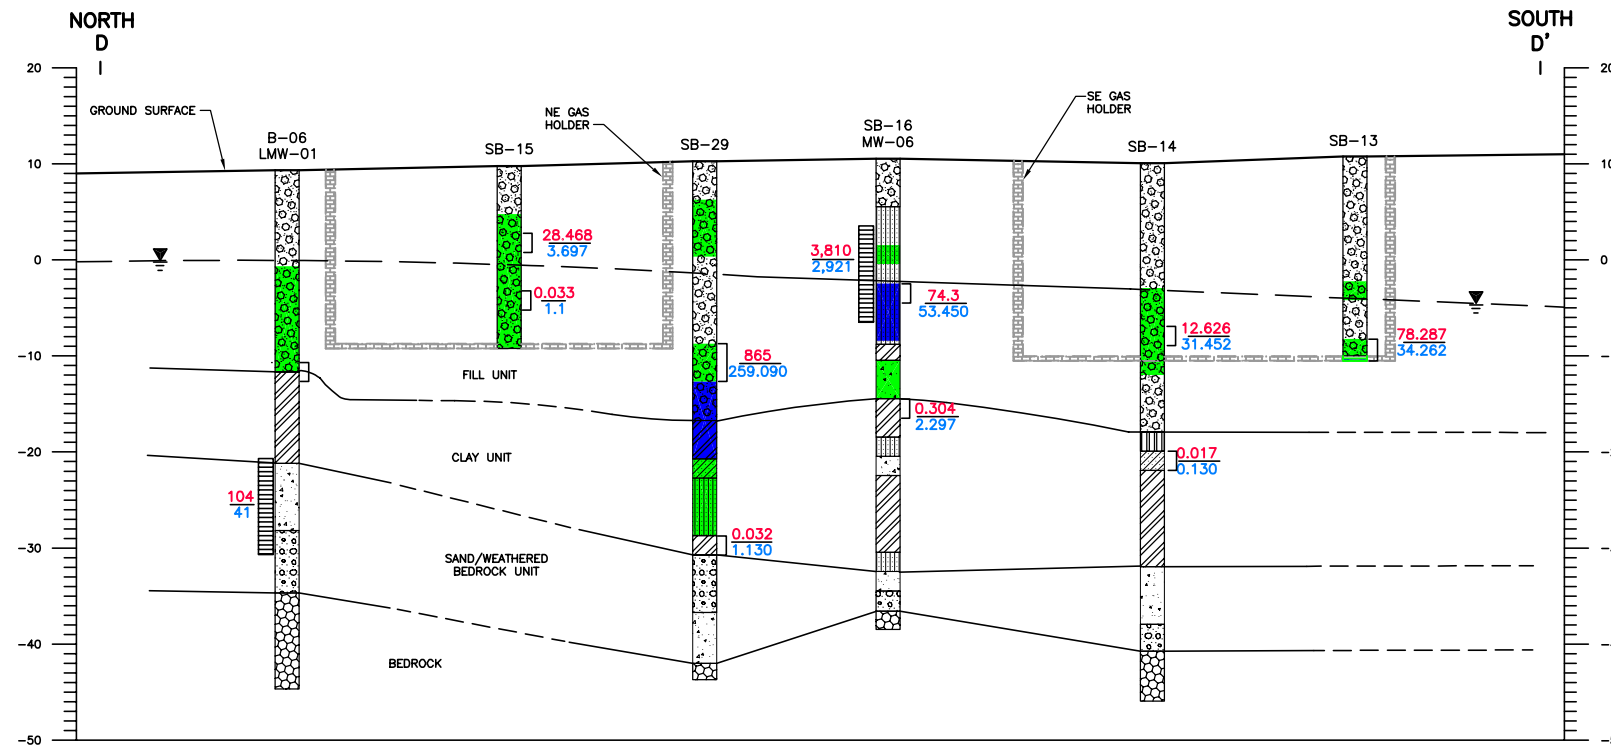 NORTH
D
SOUTH
D'
20
20
GROUND SURFACE
NE GAS
HOLDER
SE GAS
HOLDER
B-06
LMW-01
SB-15
SB-29
SB-16
MW-06
SB-14
SB-13
10
10
28.468
3.697
3,810
2,921
0
0
0.033
1.1
74.3
53.450
12.626
31.452
78.287
34.262
-10
865
259.090
FILL UNIT
0.304
2.297
-20
CLAY UNIT
0.017
0.130
104
41
-30
0.032
1.130
SAND/WEATHERED
BEDROCK UNIT
-40
BEDROCK
-50